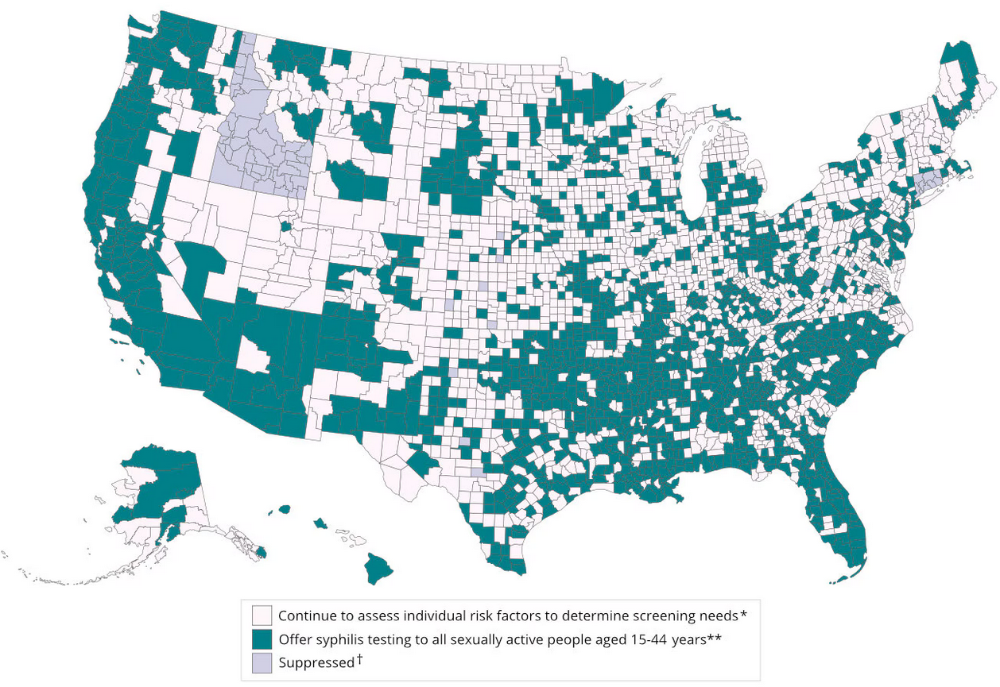 Continue to assess individual risk factors to determine screening needs*
Offer syphilis testing to all sexually active people aged 15-44 years**
Suppressed†